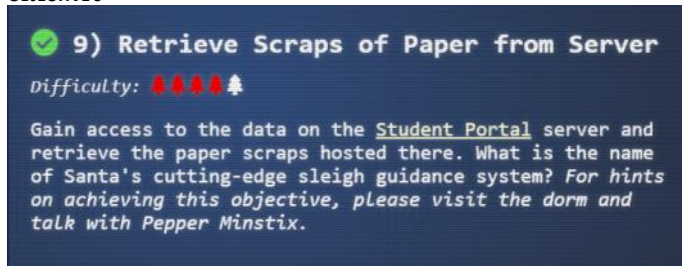 9) Retrieve Scraps of Paper from Server
Difficulty:
Gain access to the data on the Student Portal server and
retrieve the paper scraps hosted there. What is the name
of Santa's cutting-edge sleigh guidance system? For hints
on achieving this objective, please visit the dorm and
talk with Pepper Minstix.